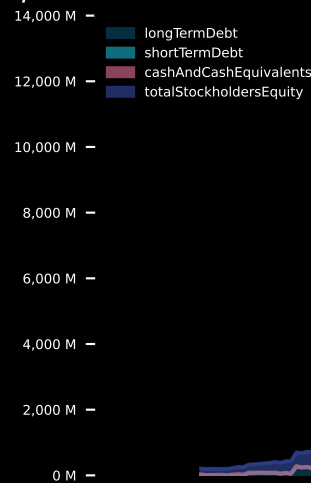 14,000 M
longTermDebt
shortTermDebt
cashAndCashEquivalents
totalStockholdersEquity
12,000 M
10,000 M
8,000 M
6,000 M
4,000 M
2,000 M
0 M